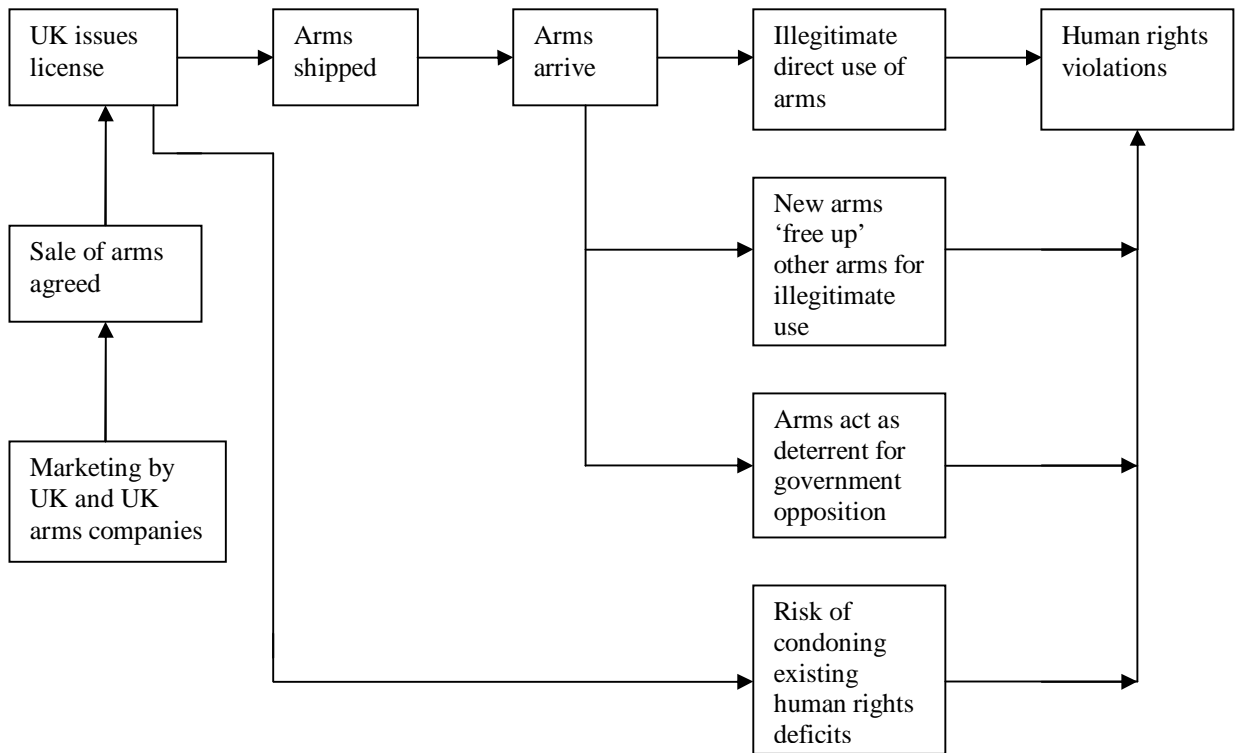 UK issues
license
Arms
shipped
Arms
arrive
Illegitimate
direct use of
arms
Human rights
violations
New arms
‘free up’
other arms for
illegitimate
use
Sale of arms
agreed
Arms act as
deterrent for
government
opposition
Marketing by
UK and UK
arms companies
Risk of
condoning
existing
human rights
deficits